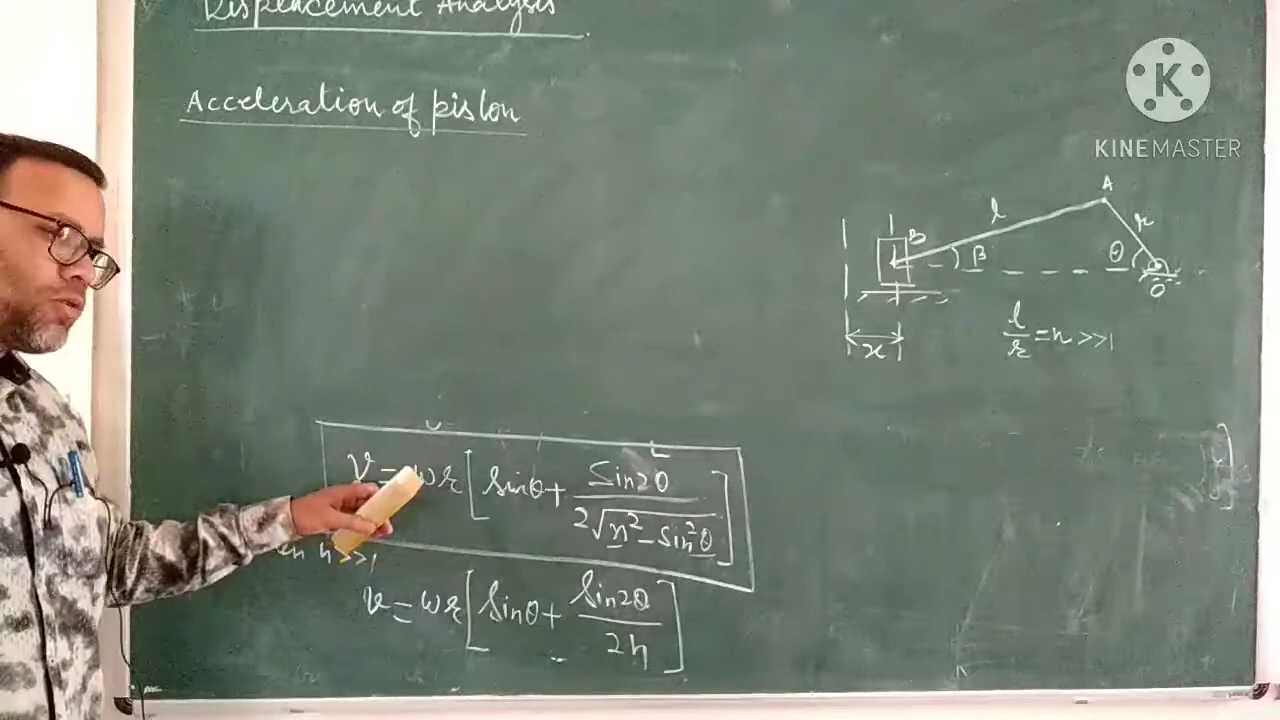 Displacement Analysis
Acceleration of piston
KINEMASTER
A
l
r
B
β
θ
O
x
l/r = n >> 1
V = ωr [ Sinθ + Sin2θ / 2√n² - Sin²θ ]
n >> 1
v = ωr [ Sinθ + Sin2θ / 2n ]